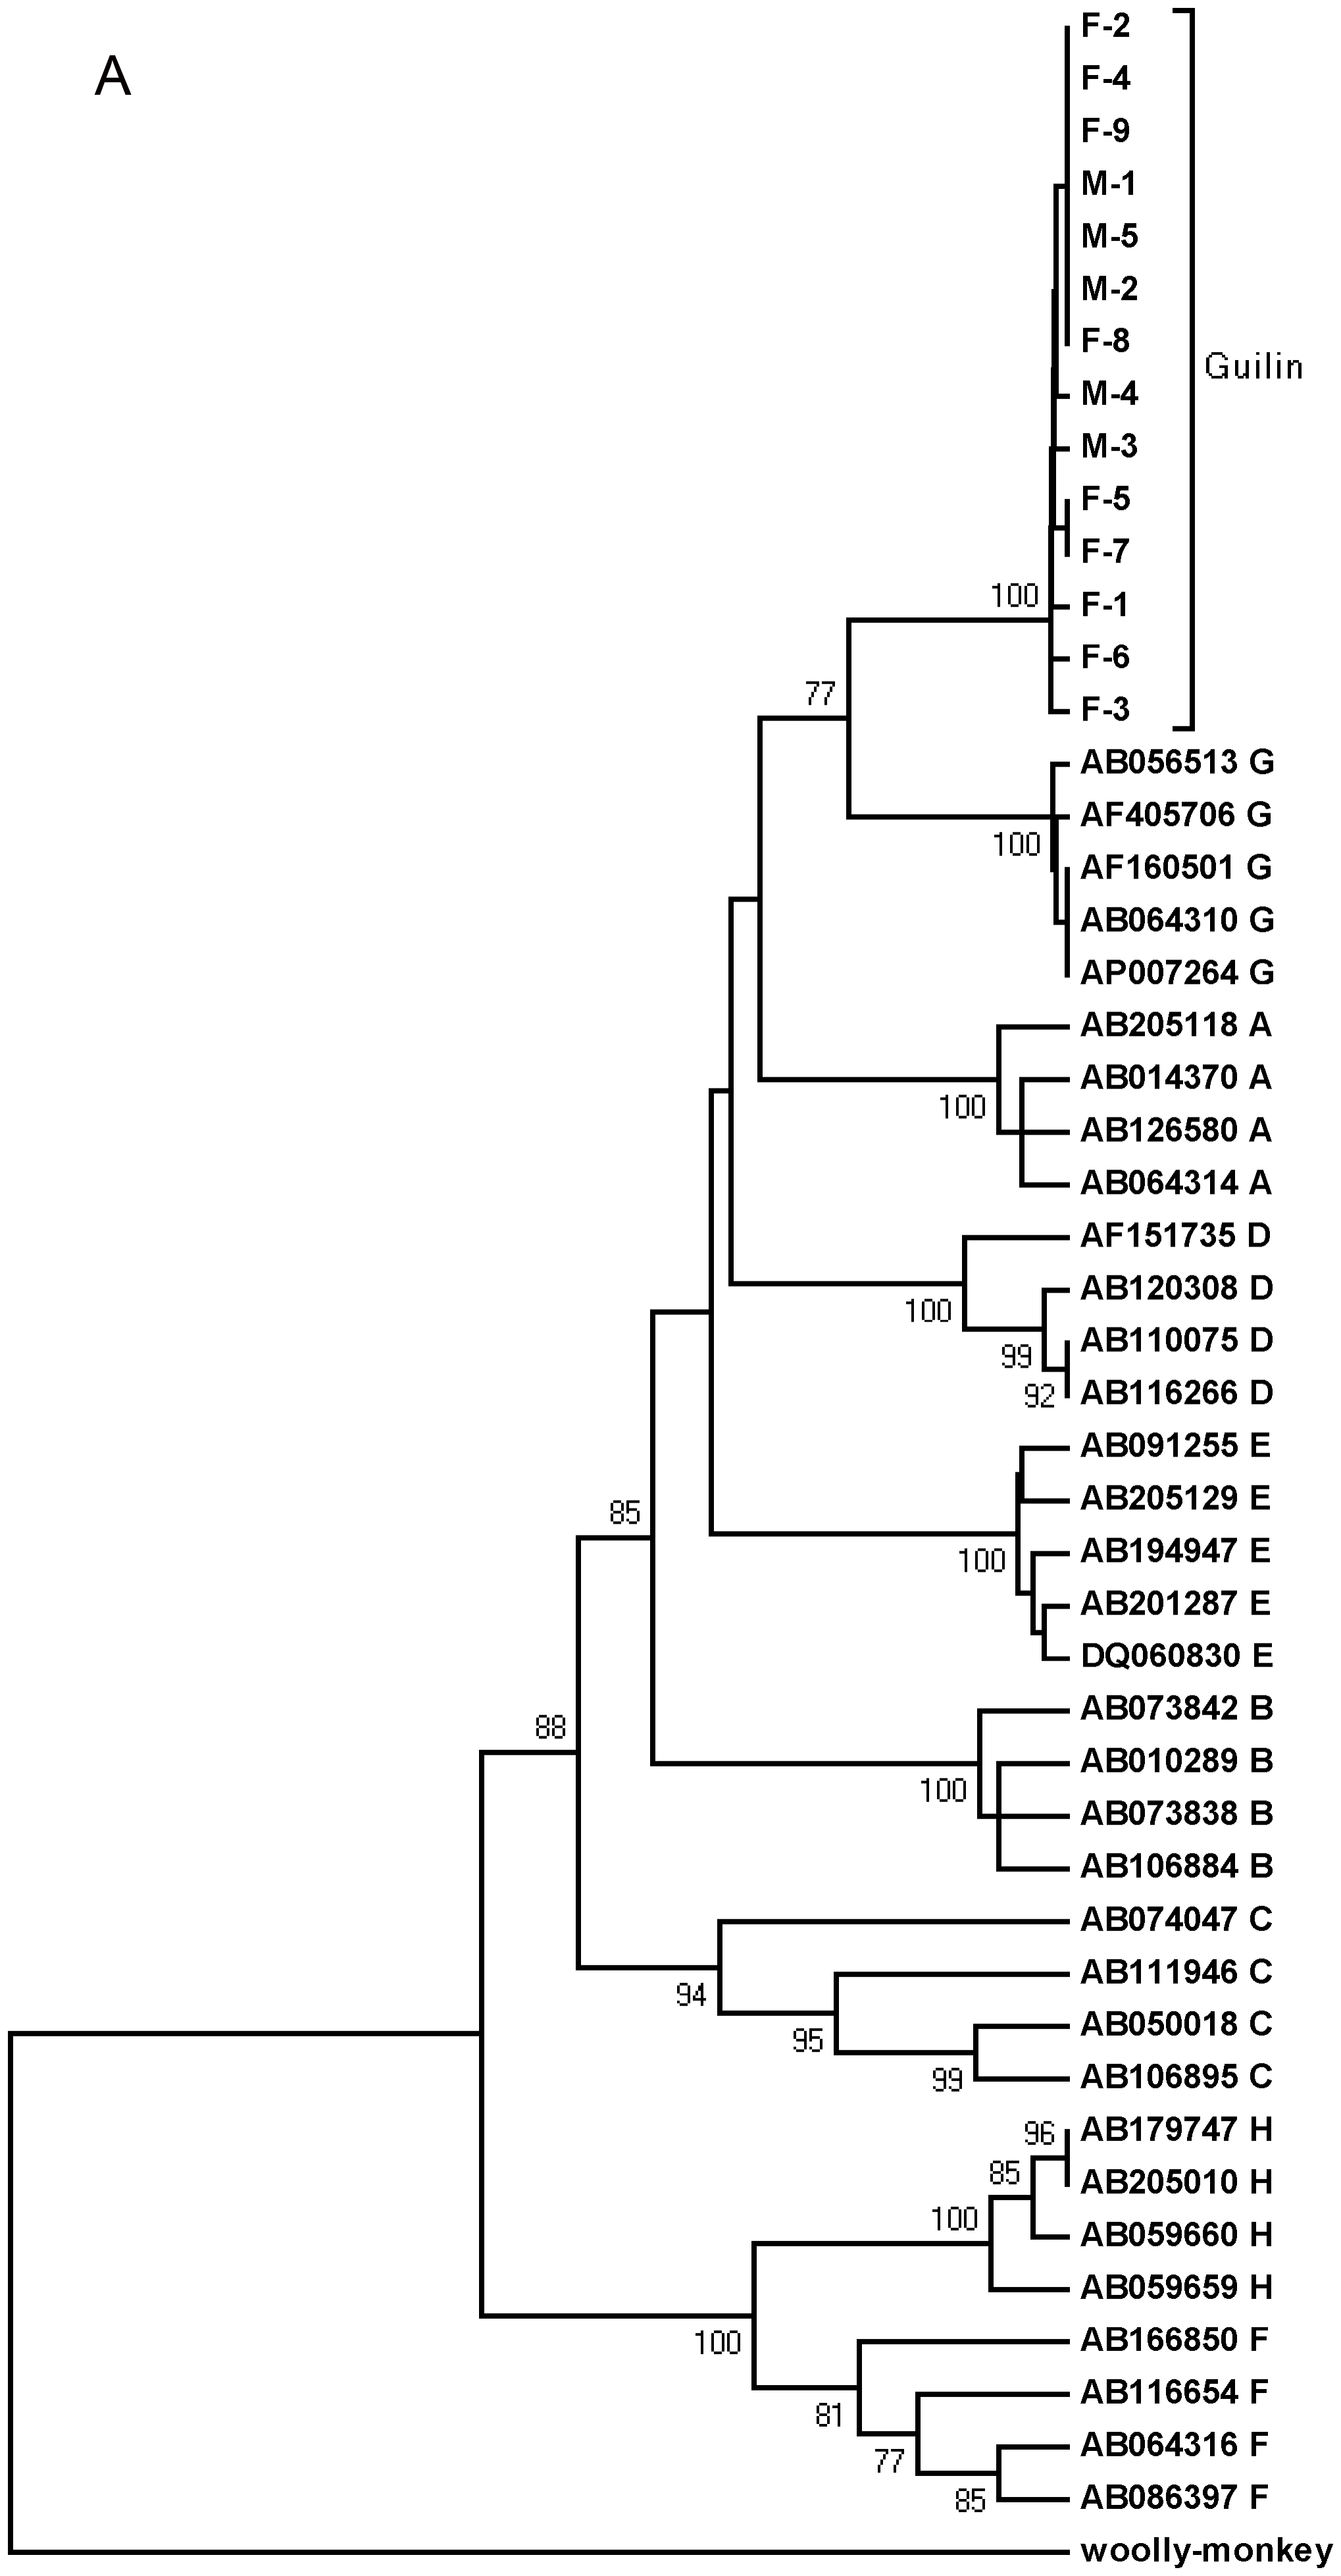 A
F-2
F-4
F-9
M-1
M-5
M-2
F-8
Guilin
M-4
M-3
F-5
F-7
100
F-1
F-6
77
F-3
AB056513 G
AF405706 G
100
AF160501 G
AB064310 G
AP007264 G
AB205118 A
AB014370 A
100
AB126580 A
AB064314 A
AF151735 D
AB120308 D
100
AB110075 D
99
AB116266 D
92
AB091255 E
AB205129 E
85
AB194947 E
100
AB201287 E
DQ060830 E
AB073842 B
88
AB010289 B
100
AB073838 B
AB106884 B
AB074047 C
AB111946 C
94
AB050018 C
95
AB106895 C
99
AB179747 H
96
AB205010 H
85
AB059660 H
100
AB059659 H
AB166850 F
100
AB116654 F
81
AB064316 F
77
AB086397 F
85
woolly-monkey